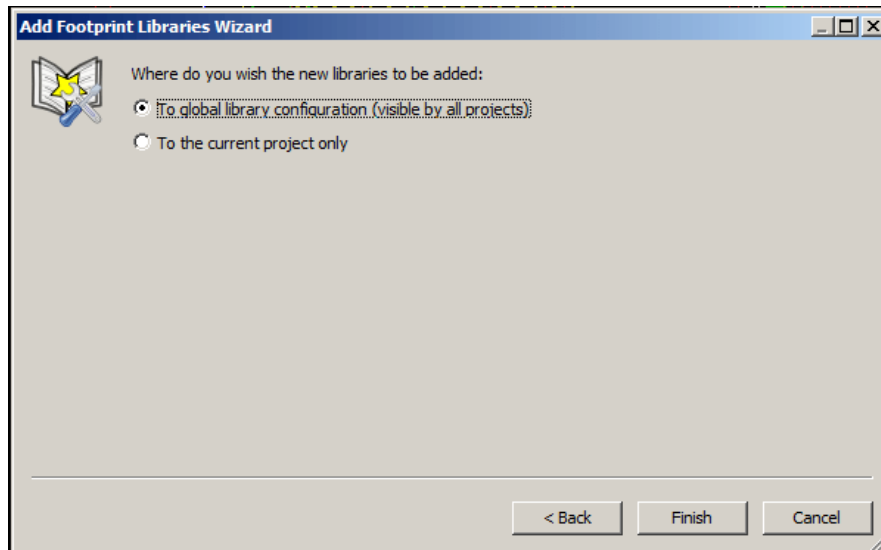 Add Footprint Libraries Wizard
Where do you wish the new libraries to be added:
To global library configuration (visible by all projects)
To the current project only
< Back Finish Cancel